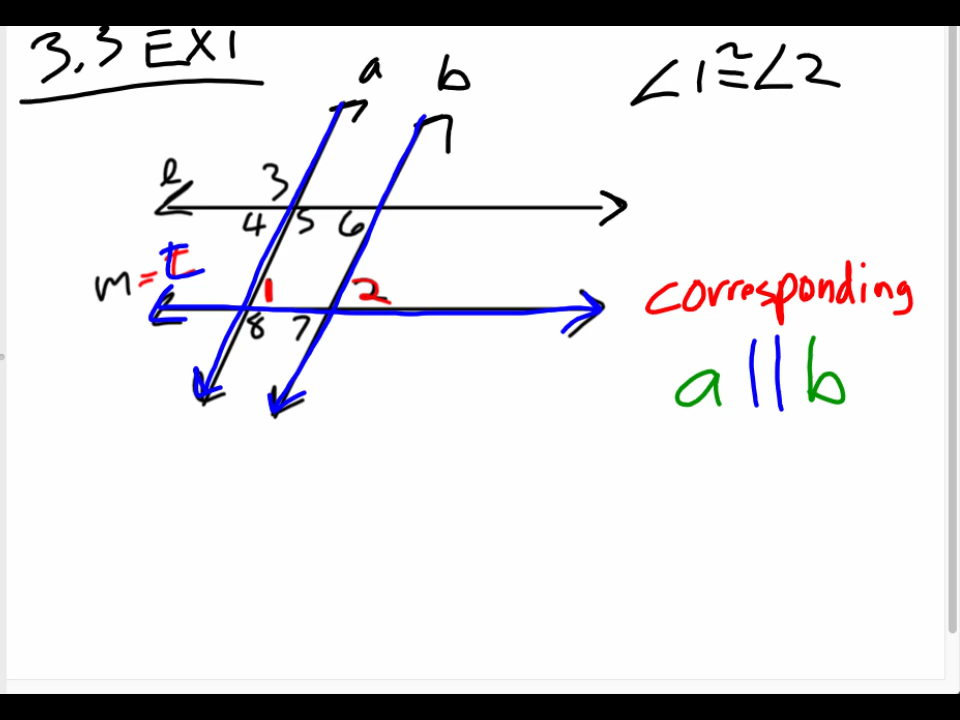 3.3 EX1
a b
∠1≅∠2
l
3
4 5 6
m=t
1 2
corresponding
8 7
a||b